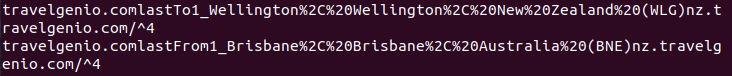 travelgenio.comlastTo1_Wellington%2C%20Wellington%2C%20New%20Zealand%20(WLG)nz.t
ravelgenio.com/^4
travelgenio.comlastFrom1_Brisbane%2C%20Brisbane%2C%20Australia%20(BNE)nz.travelg
enio.com/^4